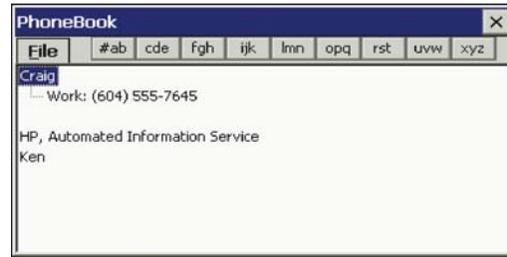 PhoneBook
File #ab cde fgh ijk lmn opq rst uvw xyz
Craig
Work: (604) 555-7645
HP, Automated Information Service
Ken